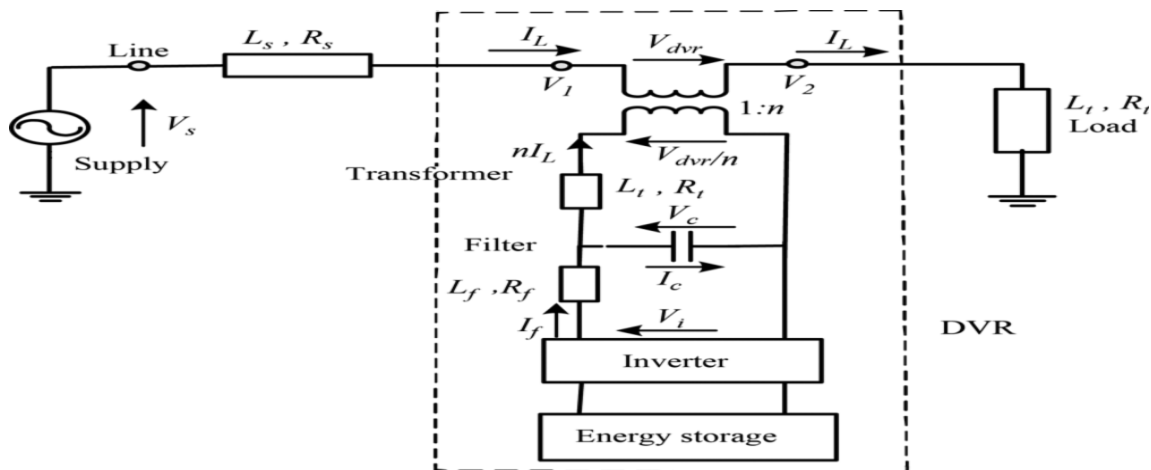 Line
L_s , R_s
I_L
V_dvr
I_L
V_1
V_2
1:n
V_s
Supply
L_t , R_t
Load
nI_L
V_dvr/n
Transformer
L_t , R_t
V_c
Filter
I_c
L_f ,R_f
I_f
V_i
DVR
Inverter
Energy storage